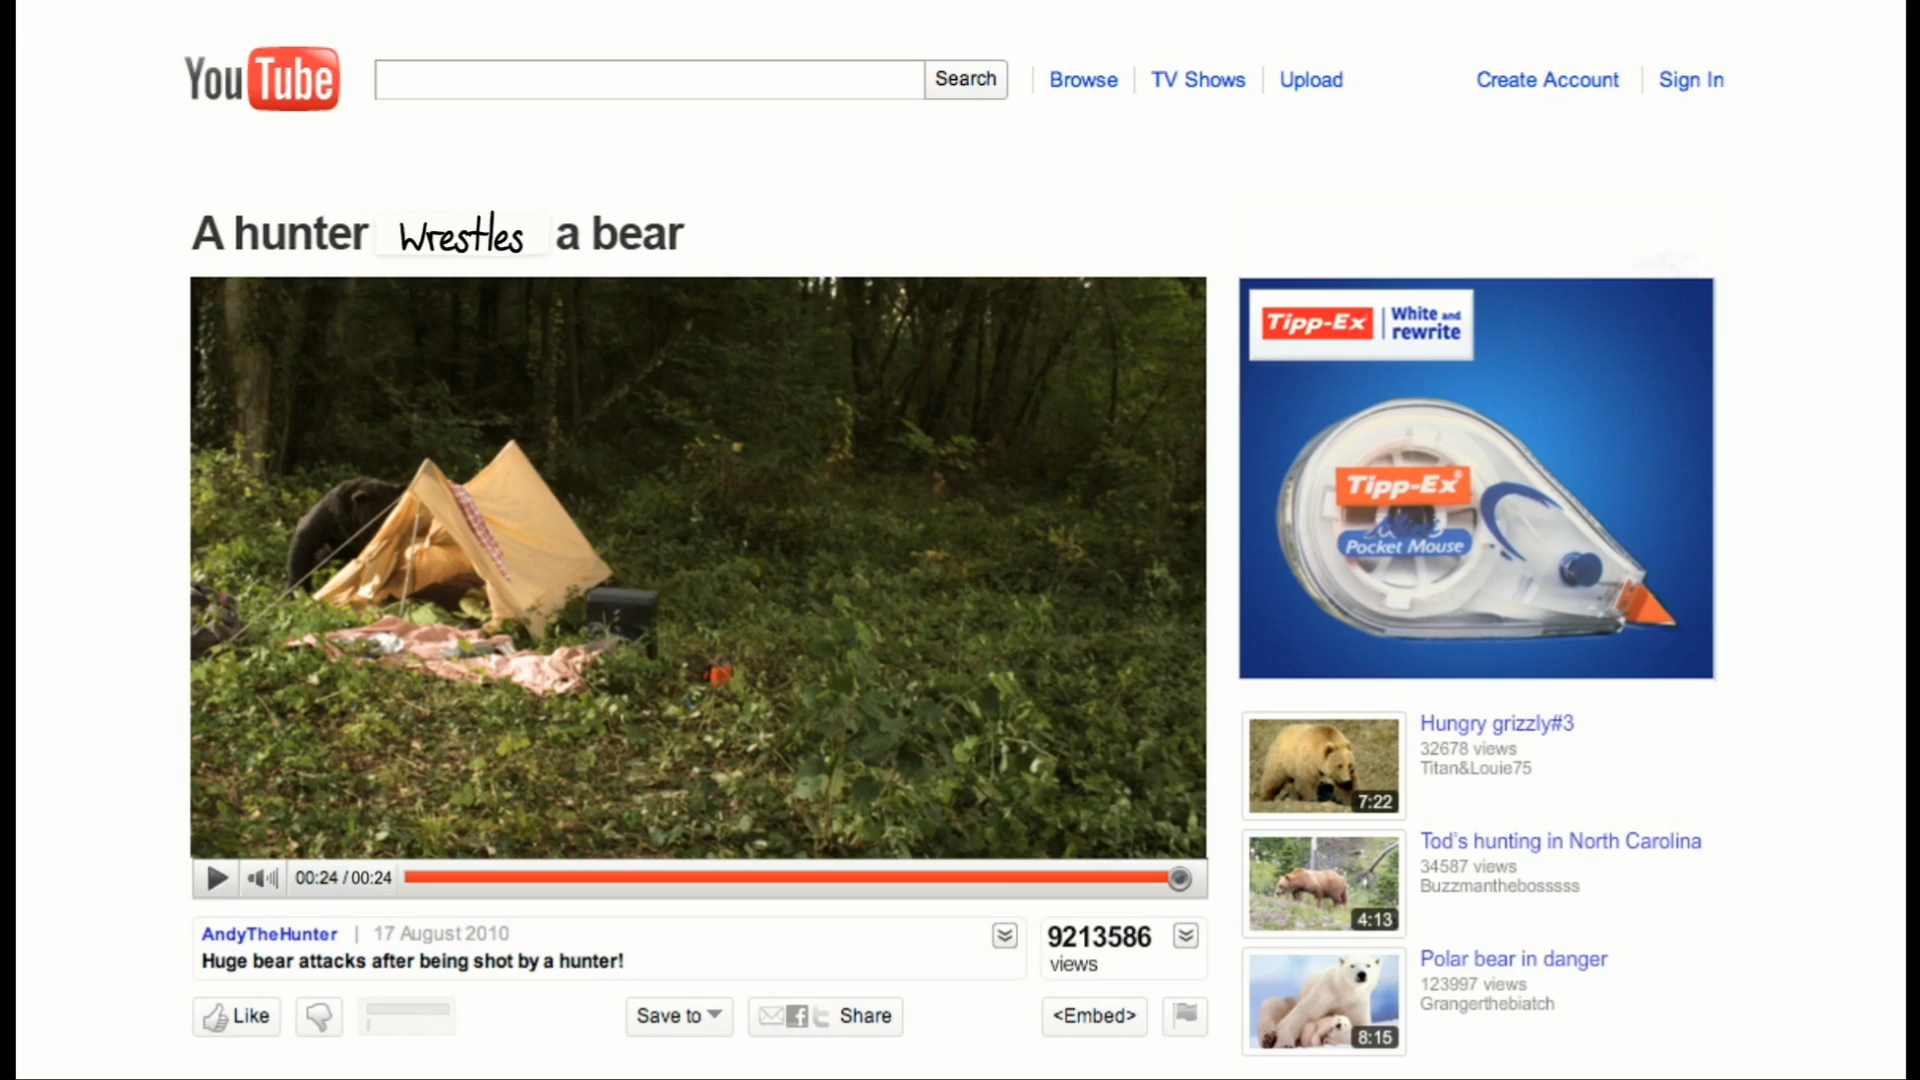 YouTube
Search
Browse
TV Shows
Upload
Create Account
Sign In
A hunter wrestles a bear
Tipp-Ex | White and rewrite
Tipp-Ex®
Mini
Pocket Mouse
Hungry grizzly#3
32678 views
Titan&Louie75
7:22
Tod's hunting in North Carolina
34587 views
Buzzmanthebosssss
4:13
Polar bear in danger
123997 views
Grangerthebiatch
8:15
00:24 / 00:24
AndyTheHunter | 17 August 2010
Huge bear attacks after being shot by a hunter!
9213586
views
Like
Save to
Share
<Embed>